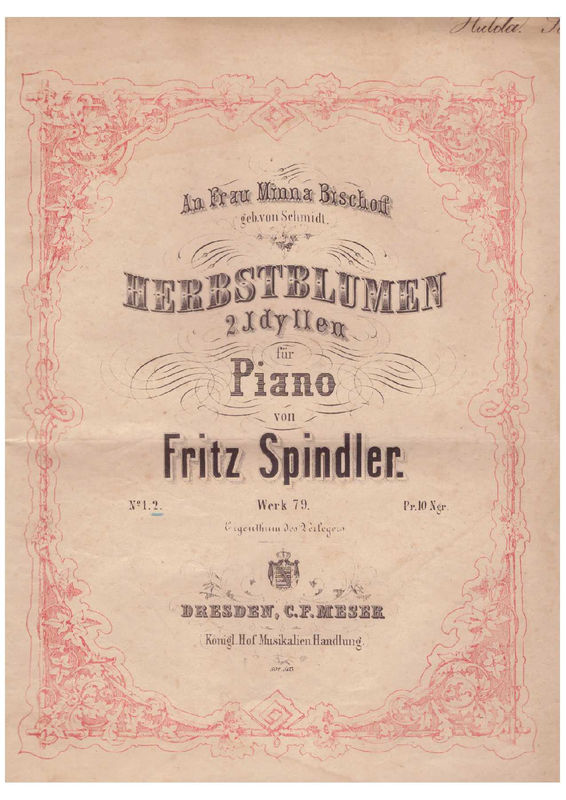 Hulda.
An Frau Minna Bischoff
geb. von Schmidt.
HERBSTBLUMEN
2 Idyllen
für
Piano
von
Fritz Spindler.
Nº 1. 2. Werk 79. Pr. 10 Ngr.
Eigenthum des Verlegers
DRESDEN, C. F. MESER
Königl. Hof Musikalien Handlung